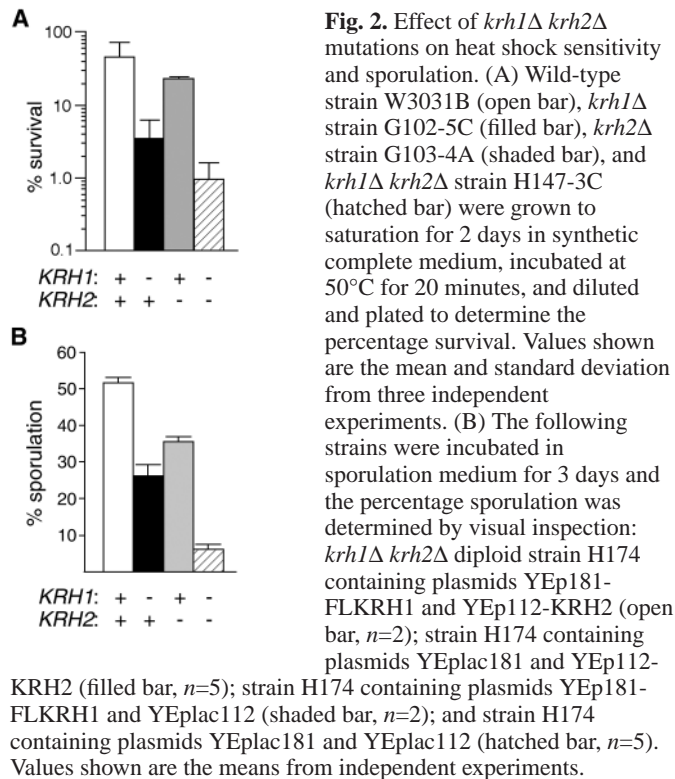 A
100
10
1.0
0.1
% survival
KRH1: + - + -
KRH2: + + - -
B
60
50
40
30
20
10
% sporulation
KRH1: + - + -
KRH2: + + - -
Fig. 2. Effect of krh1Δ krh2Δ
mutations on heat shock sensitivity
and sporulation. (A) Wild-type
strain W3031B (open bar), krh1Δ
strain G102-5C (filled bar), krh2Δ
strain G103-4A (shaded bar), and
krh1Δ krh2Δ strain H147-3C
(hatched bar) were grown to
saturation for 2 days in synthetic
complete medium, incubated at
50°C for 20 minutes, and diluted
and plated to determine the
percentage survival. Values shown
are the mean and standard deviation
from three independent
experiments. (B) The following
strains were incubated in
sporulation medium for 3 days and
the percentage sporulation was
determined by visual inspection:
krh1Δ krh2Δ diploid strain H174
containing plasmids YEp181-
FLKRH1 and YEp112-KRH2 (open
bar, n=2); strain H174 containing
plasmids YEplac181 and YEp112-
KRH2 (filled bar, n=5); strain H174 containing plasmids YEp181-
FLKRH1 and YEplac112 (shaded bar, n=2); and strain H174
containing plasmids YEplac181 and YEplac112 (hatched bar, n=5).
Values shown are the means from independent experiments.